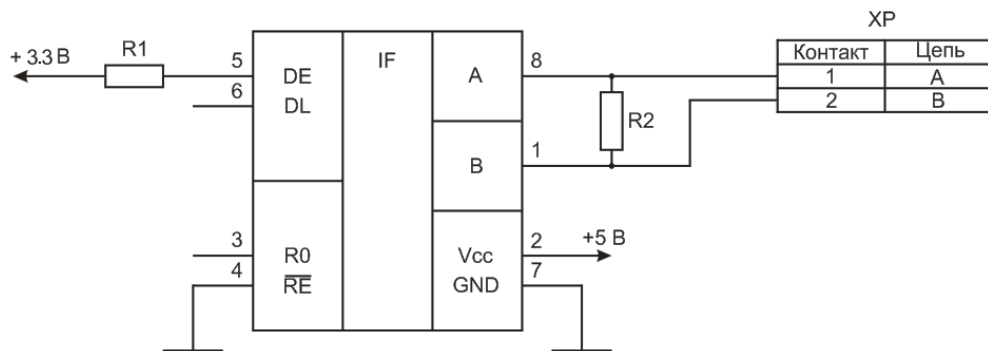 XP
Контакт Цепь
1 A
2 B
+ 3.3 В
R1
5 DE
6 DL
3 R0
4 RE
IF
A 8
B 1
Vcc 2
GND 7
R2
+5 В